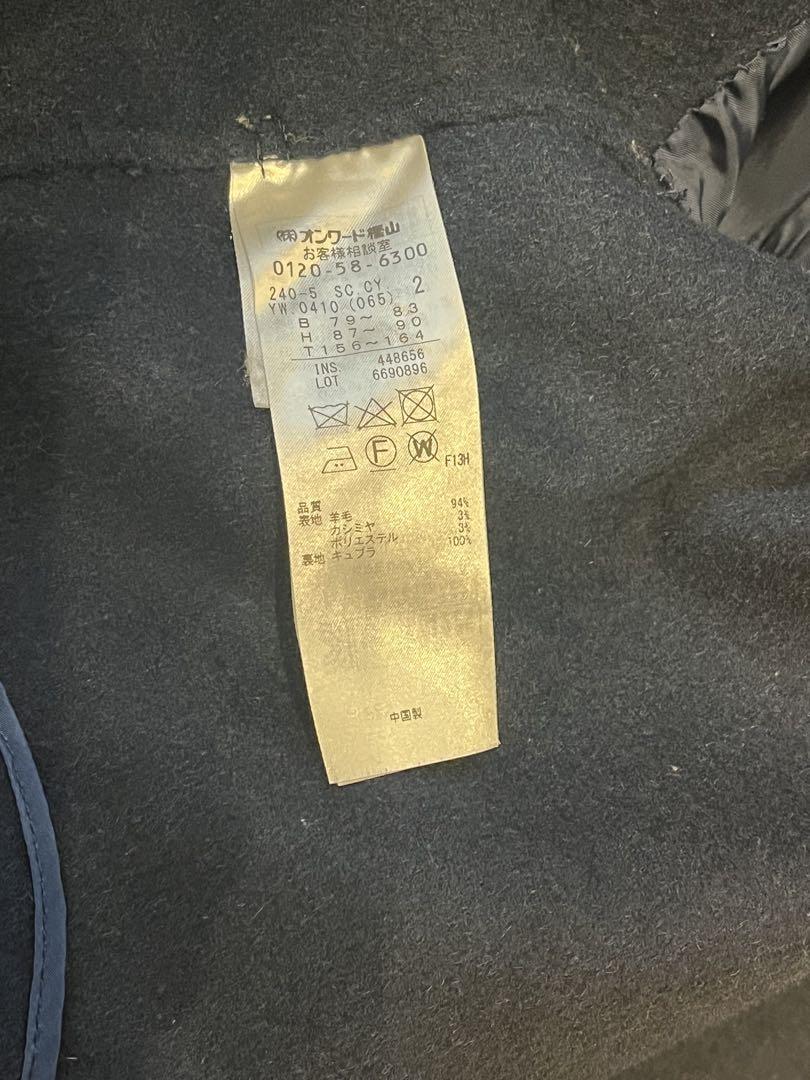 ㈱オンワード樫山
お客様相談室
0120-58-6300
240-5 SC.CY 2
YW.0410 (065)
B 79～ 83
H 87～ 90
T156～164
INS. 448656
LOT 6690896
F
W
F13H
品質
表地 羊毛 94%
カシミヤ 3%
ポリエステル 3%
裏地 キュプラ 100%
中国製